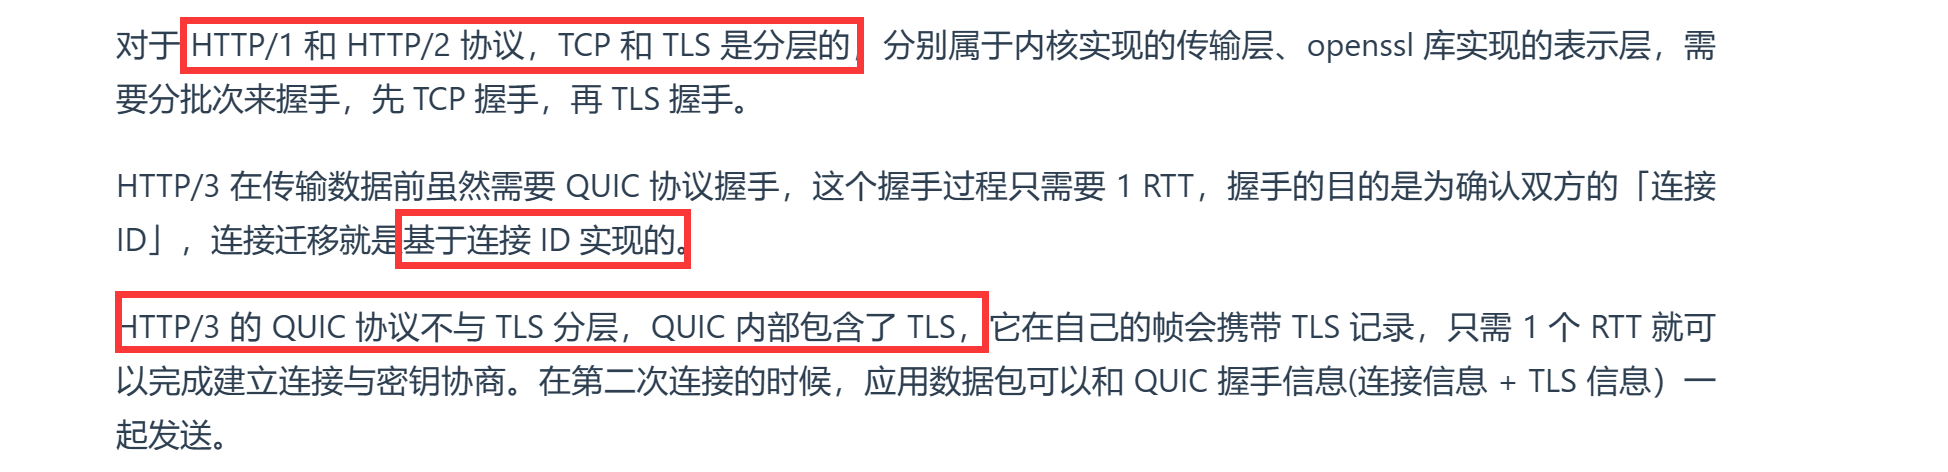 对于 HTTP/1 和 HTTP/2 协议，TCP 和 TLS 是分层的，分别属于内核实现的传输层、openssl 库实现的表示层，需
要分批次来握手，先 TCP 握手，再 TLS 握手。
HTTP/3 在传输数据前虽然需要 QUIC 协议握手，这个握手过程只需要 1 RTT，握手的目的是为确认双方的「连接
ID」，连接迁移就是基于连接 ID 实现的。
HTTP/3 的 QUIC 协议不与 TLS 分层，QUIC 内部包含了 TLS，它在自己的帧会携带 TLS 记录，只需 1 个 RTT 就可
以完成建立连接与密钥协商。在第二次连接的时候，应用数据包可以和 QUIC 握手信息(连接信息 + TLS 信息）一
起发送。